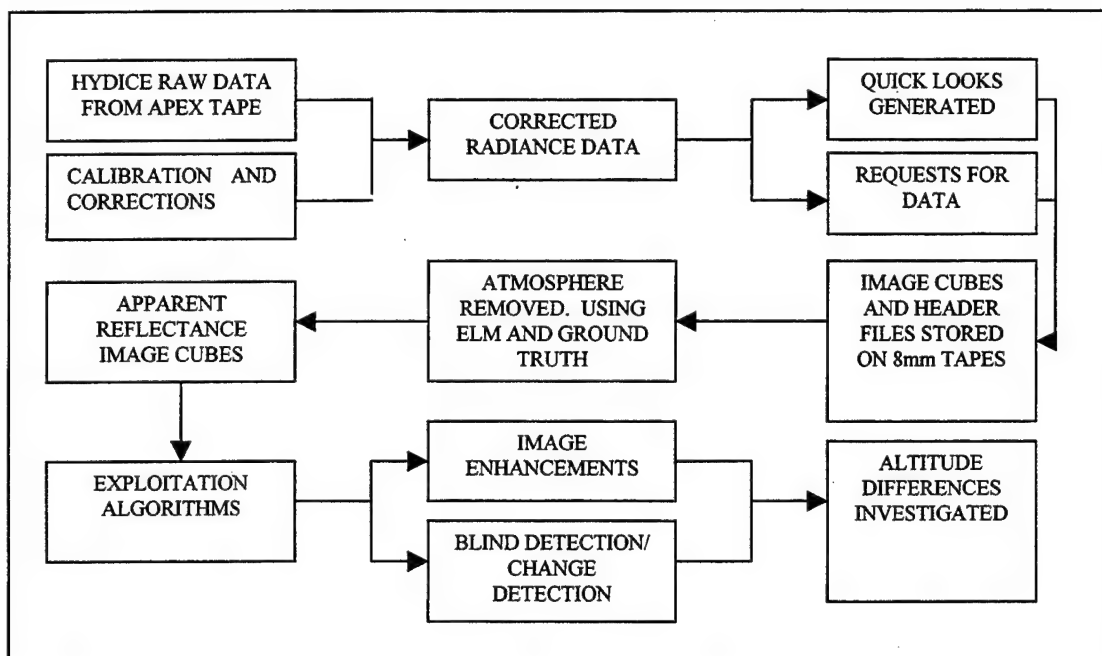 HYDICE RAW DATA
FROM APEX TAPE
CALIBRATION AND
CORRECTIONS
CORRECTED
RADIANCE DATA
QUICK LOOKS
GENERATED
REQUESTS FOR
DATA
IMAGE CUBES
AND HEADER
FILES STORED
ON 8mm TAPES
ATMOSPHERE
REMOVED. USING
ELM AND GROUND
TRUTH
APPARENT
REFLECTANCE
IMAGE CUBES
EXPLOITATION
ALGORITHMS
IMAGE
ENHANCEMENTS
BLIND DETECTION/
CHANGE
DETECTION
ALTITUDE
DIFFERENCES
INVESTIGATED